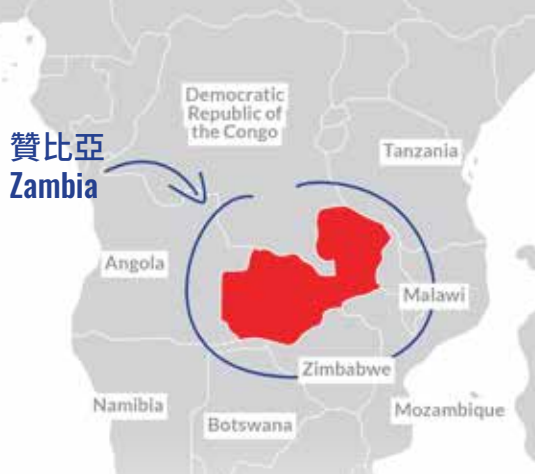 Democratic
Republic of
the Congo
贊比亞
Zambia
Tanzania
Angola
Malawi
Zimbabwe
Namibia
Botswana
Mozambique